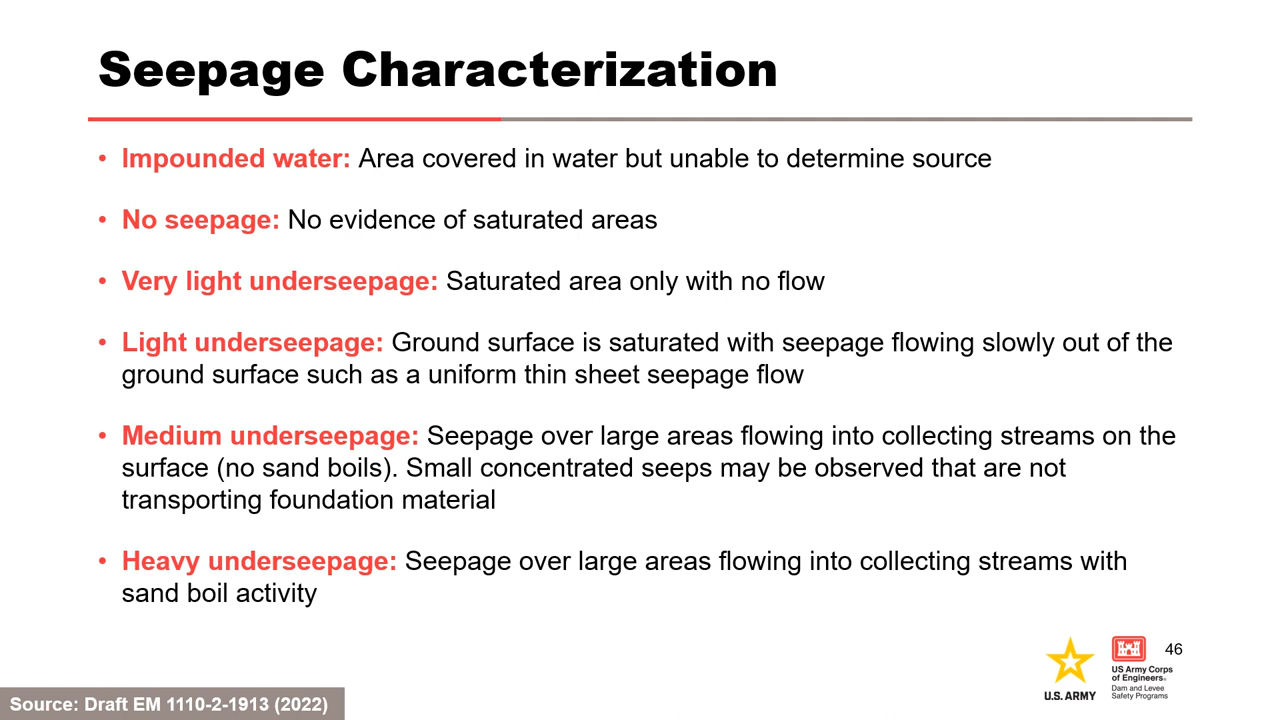 Seepage Characterization
• Impounded water: Area covered in water but unable to determine source
• No seepage: No evidence of saturated areas
• Very light underseepage: Saturated area only with no flow
• Light underseepage: Ground surface is saturated with seepage flowing slowly out of the
ground surface such as a uniform thin sheet seepage flow
• Medium underseepage: Seepage over large areas flowing into collecting streams on the
surface (no sand boils). Small concentrated seeps may be observed that are not
transporting foundation material
• Heavy underseepage: Seepage over large areas flowing into collecting streams with
sand boil activity
U.S. ARMY
US Army Corps
of Engineers®
Dam and Levee
Safety Programs
46
Source: Draft EM 1110-2-1913 (2022)